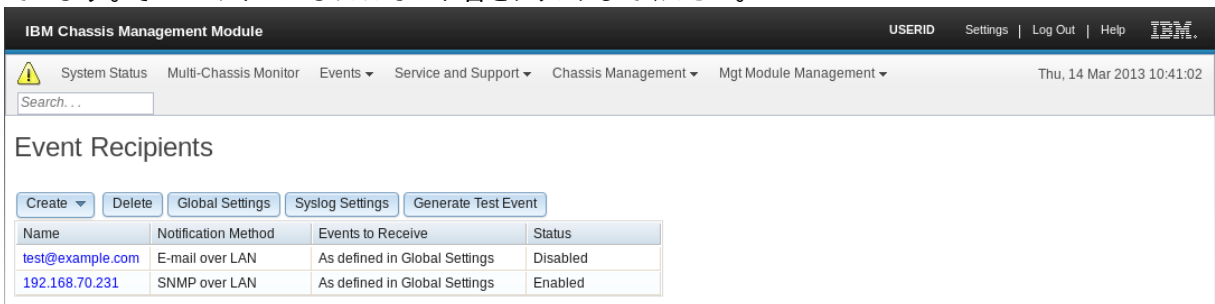 IBM Chassis Management Module USERID Settings | Log Out | Help IBM.
System Status Multi-Chassis Monitor Events Service and Support Chassis Management Mgt Module Management Thu, 14 Mar 2013 10:41:02
Search. . .
Event Recipients
Create Delete Global Settings Syslog Settings Generate Test Event
Name Notification Method Events to Receive Status
test@example.com E-mail over LAN As defined in Global Settings Disabled
192.168.70.231 SNMP over LAN As defined in Global Settings Enabled